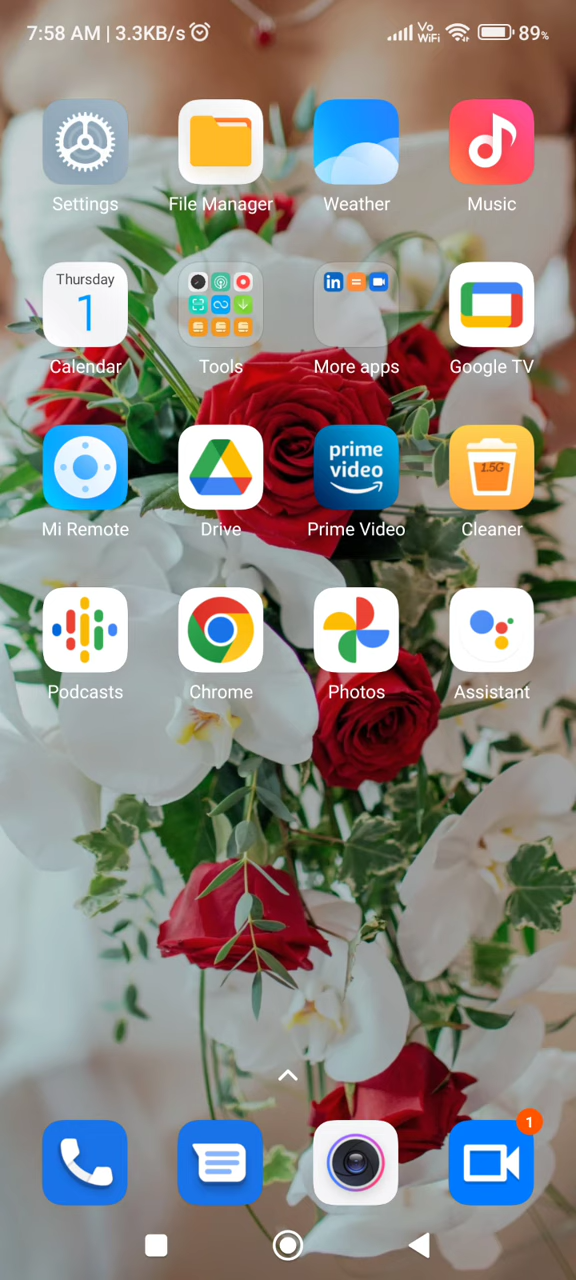 7:58 AM | 3.3KB/s Vo WiFi 89%
Settings File Manager Weather Music
Thursday
1
in
Calendar Tools More apps Google TV
prime video
1.5G
Mi Remote Drive Prime Video Cleaner
Podcasts Chrome Photos Assistant
1